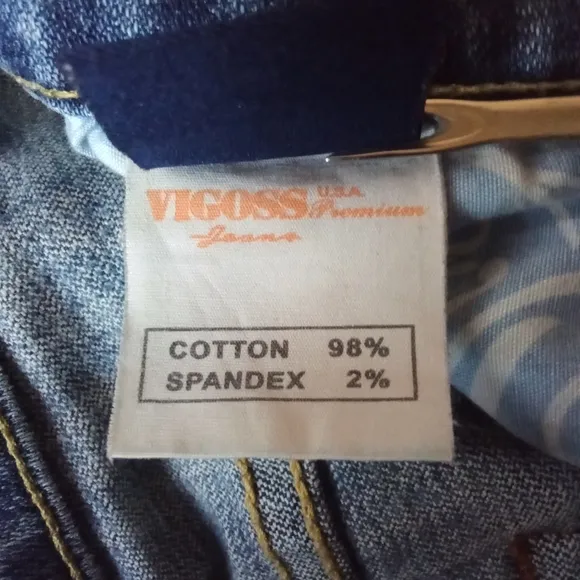 VIGOSS U.S.A. Premium
Jeans
COTTON 98%
SPANDEX 2%